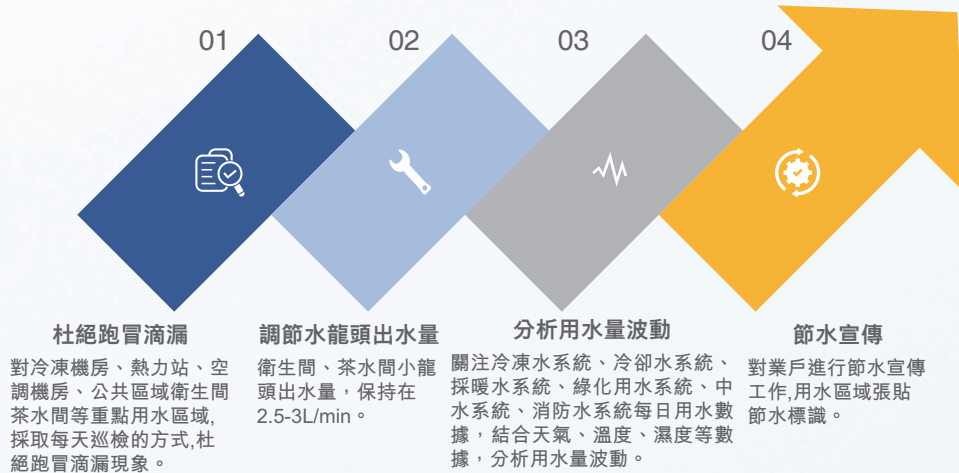 01
02
03
04
杜絕跑冒滴漏
對冷凍機房、熱力站、空
調機房、公共區域衛生間
茶水間等重點用水區域,
採取每天巡檢的方式,杜
絕跑冒滴漏現象。
調節水龍頭出水量
衛生間、茶水間小龍
頭出水量，保持在
2.5-3L/min。
分析用水量波動
關注冷凍水系統、冷卻水系統、
採暖水系統、綠化用水系統、中
水系統、消防水系統每日用水數
據，結合天氣、溫度、濕度等數
據，分析用水量波動。
節水宣傳
對業戶進行節水宣傳
工作,用水區域張貼
節水標識。